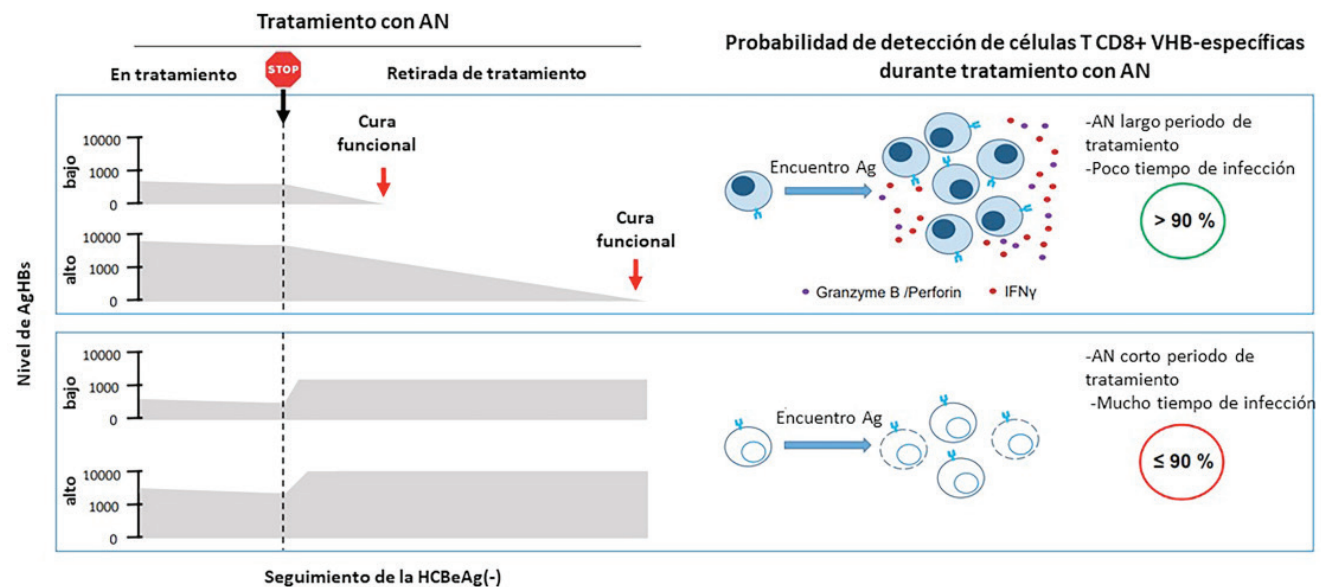 Tratamiento con AN
En tratamiento
STOP
Retirada de tratamiento
Probabilidad de detección de células T CD8+ VHB-específicas
durante tratamiento con AN
Nivel de AgHBs
bajo
10000
1000
0
Cura
funcional
alto
10000
1000
0
Cura
funcional
Encuentro Ag
Granzyme B /Perforin
IFNγ
-AN largo periodo de
tratamiento
-Poco tiempo de infección
> 90 %
bajo
10000
1000
0
alto
10000
1000
0
Encuentro Ag
-AN corto periodo de
tratamiento
-Mucho tiempo de infección
≤ 90 %
Seguimiento de la HCBeAg(-)